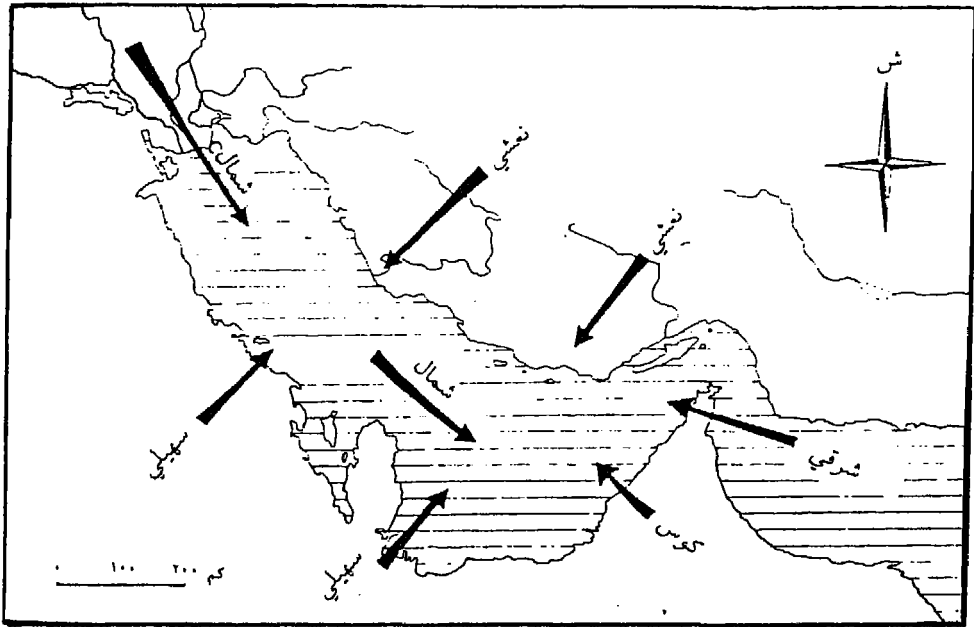 ش
شمال
نعشي
نعشي
شمال
سهيلي
شرقي
كوس
سهيلي
٠ ١٠٠ ٢٠٠ كم